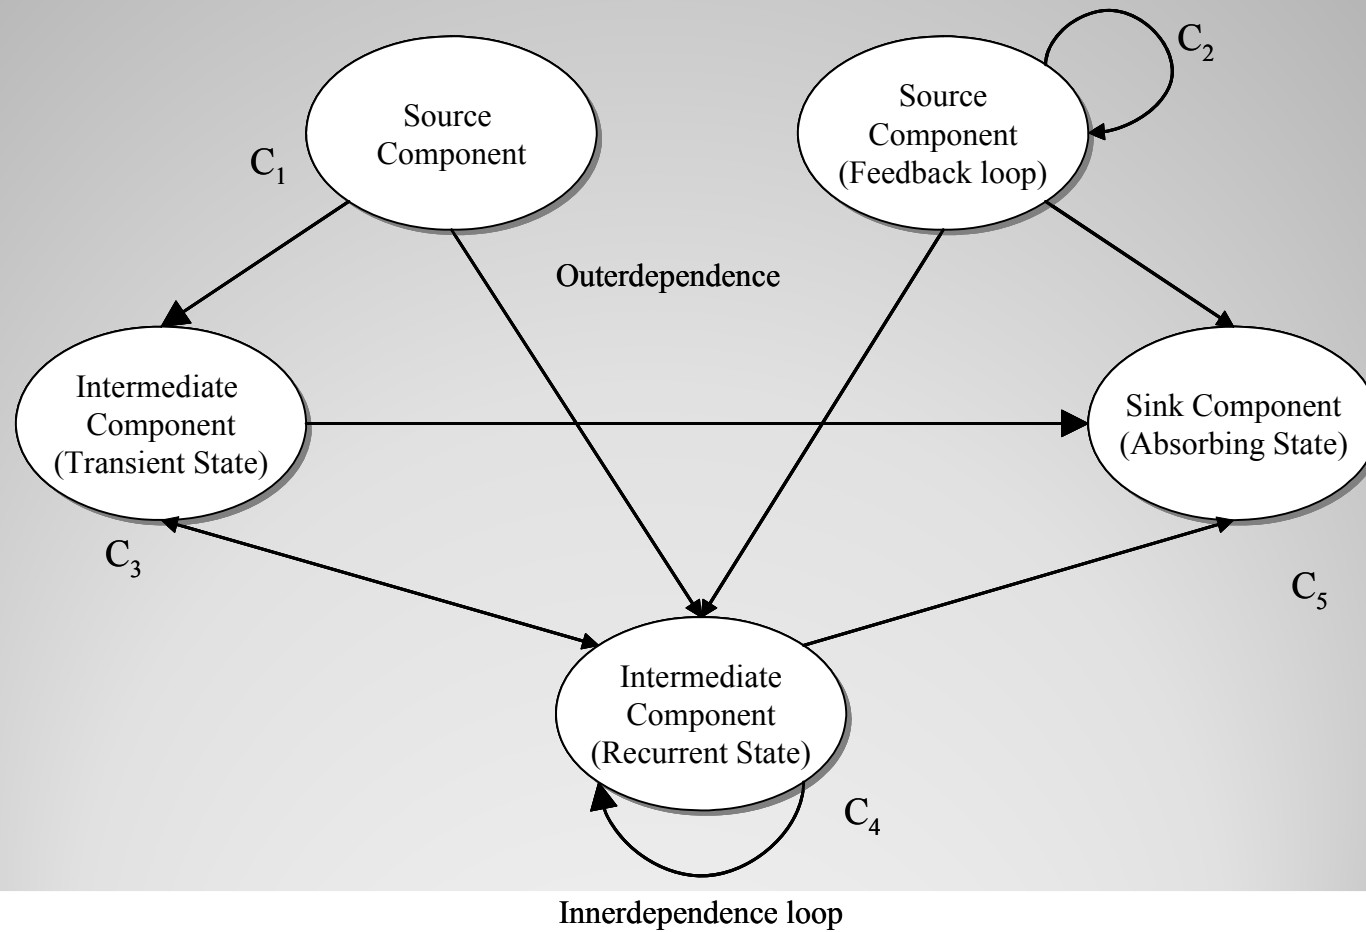 Source
Component
C1
Source
Component
(Feedback loop)
C2
Outerdependence
Intermediate
Component
(Transient State)
C3
Sink Component
(Absorbing State)
C5
Intermediate
Component
(Recurrent State)
C4
Innerdependence loop